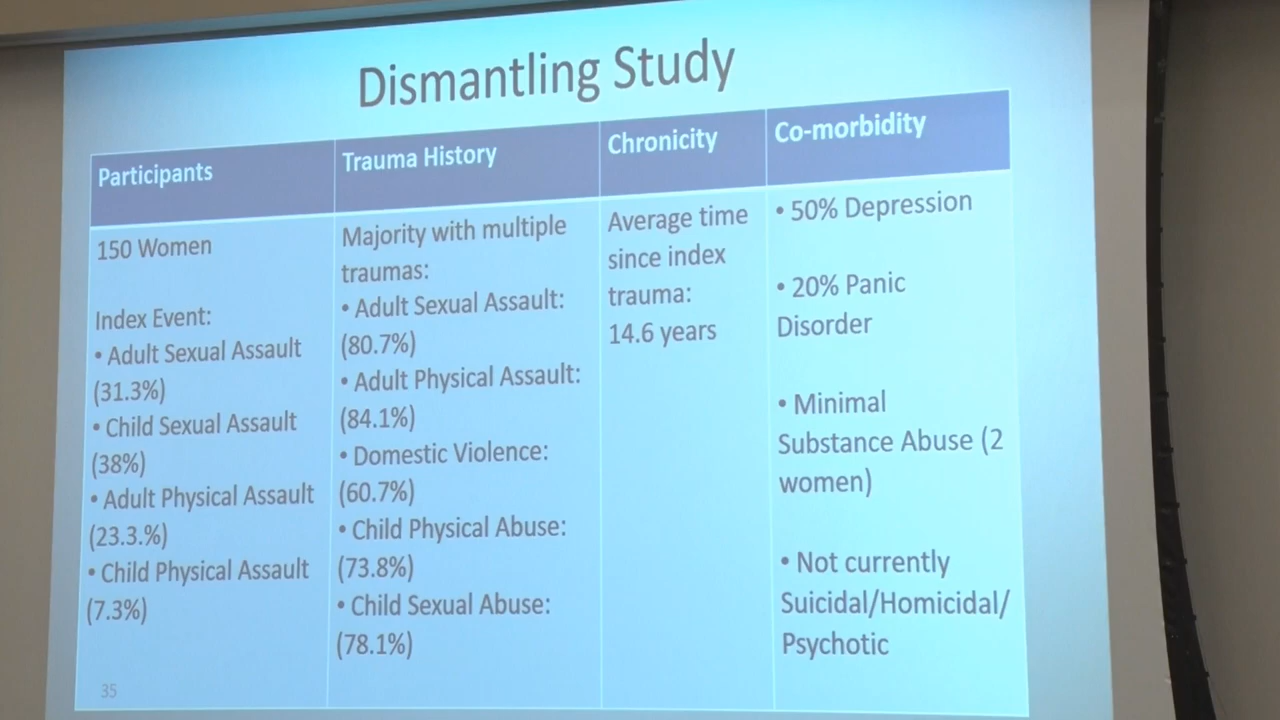 Dismantling Study
Participants
150 Women
Index Event:
• Adult Sexual Assault
(31.3%)
• Child Sexual Assault
(38%)
• Adult Physical Assault
(23.3.%)
• Child Physical Assault
(7.3%)
Trauma History
Majority with multiple
traumas:
• Adult Sexual Assault:
(80.7%)
• Adult Physical Assault:
(84.1%)
• Domestic Violence:
(60.7%)
• Child Physical Abuse:
(73.8%)
• Child Sexual Abuse:
(78.1%)
Chronicity
Average time
since index
trauma:
14.6 years
Co-morbidity
• 50% Depression
• 20% Panic
Disorder
• Minimal
Substance Abuse (2
women)
• Not currently
Suicidal/Homicidal/
Psychotic
35